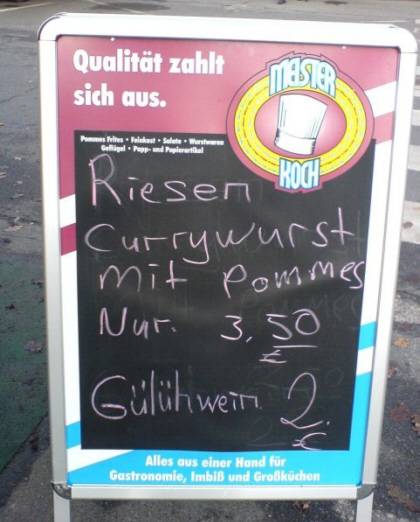 Qualität zahlt
sich aus.
MEISTER
KOCH
Pommes Frites • Feinkost • Salate • Wurstwaren
Geflügel • Papp- und Papierartikel
Riesen
Currywurst
mit Pommes
Nur. 3,50
€
Gülühwein 2.
€
Alles aus einer Hand für
Gastronomie, Imbiß und Großküchen